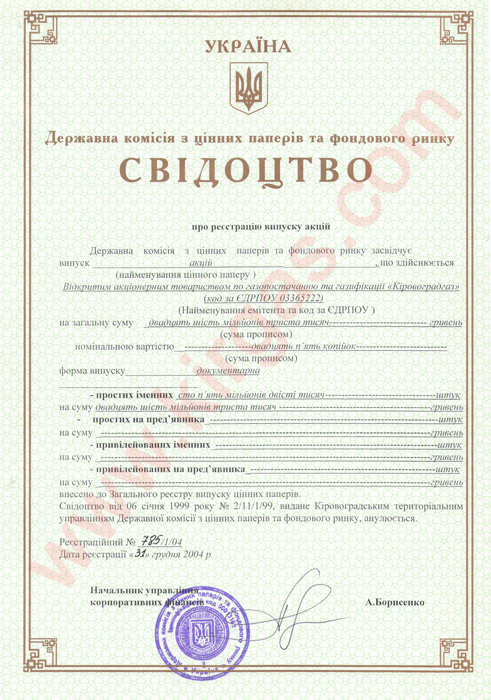 УКРАЇНА
Державна комісія з цінних паперів та фондового ринку
СВІДОЦТВО
про реєстрацію випуску акцій
Державна комісія з цінних паперів та фондового ринку засвідчує
випуск акцій , що здійснюється
(найменування цінного паперу )
Відкритим акціонерним товариством по газопостачанню та газифікації «Кіровоградгаз»
(код за ЄДРПОУ 03365222)
(Найменування емітента та код за ЄДРПОУ )
на загальну суму двадцять шість мільйонів триста тисяч------------------------ гривень
(сума прописом)
номінальною вартістю -----------------двадцять п´ять копійок-----------------
(сума прописом)
форма випуску документарна
- простих іменних сто п´ять мільйонів двісті тисяч---------------------------штук
на суму двадцять шість мільйонів триста тисяч -------------------------------гривень
- простих на пред’явника------------------------------------------------штук
на суму ------------------------------------------------------------------гривень
- привілейованих іменних ------------------------------------------------штук
на суму ------------------------------------------------------------------гривень
- привілейованих на пред’явника----------------------------------------штук
на суму ------------------------------------------------------------------гривень
внесено до Загального реєстру випуску цінних паперів.
Свідоцтво від 06 січня 1999 року № 2/11/1/99, видане Кіровоградським територіальним
управлінням Державної комісії з цінних паперів та фондового ринку, анулюється.
Реєстраційний № 785/1/04
Дата реєстрації «31» грудня 2004 р.
Начальник управління
корпоративних фінансів А.Борисенко